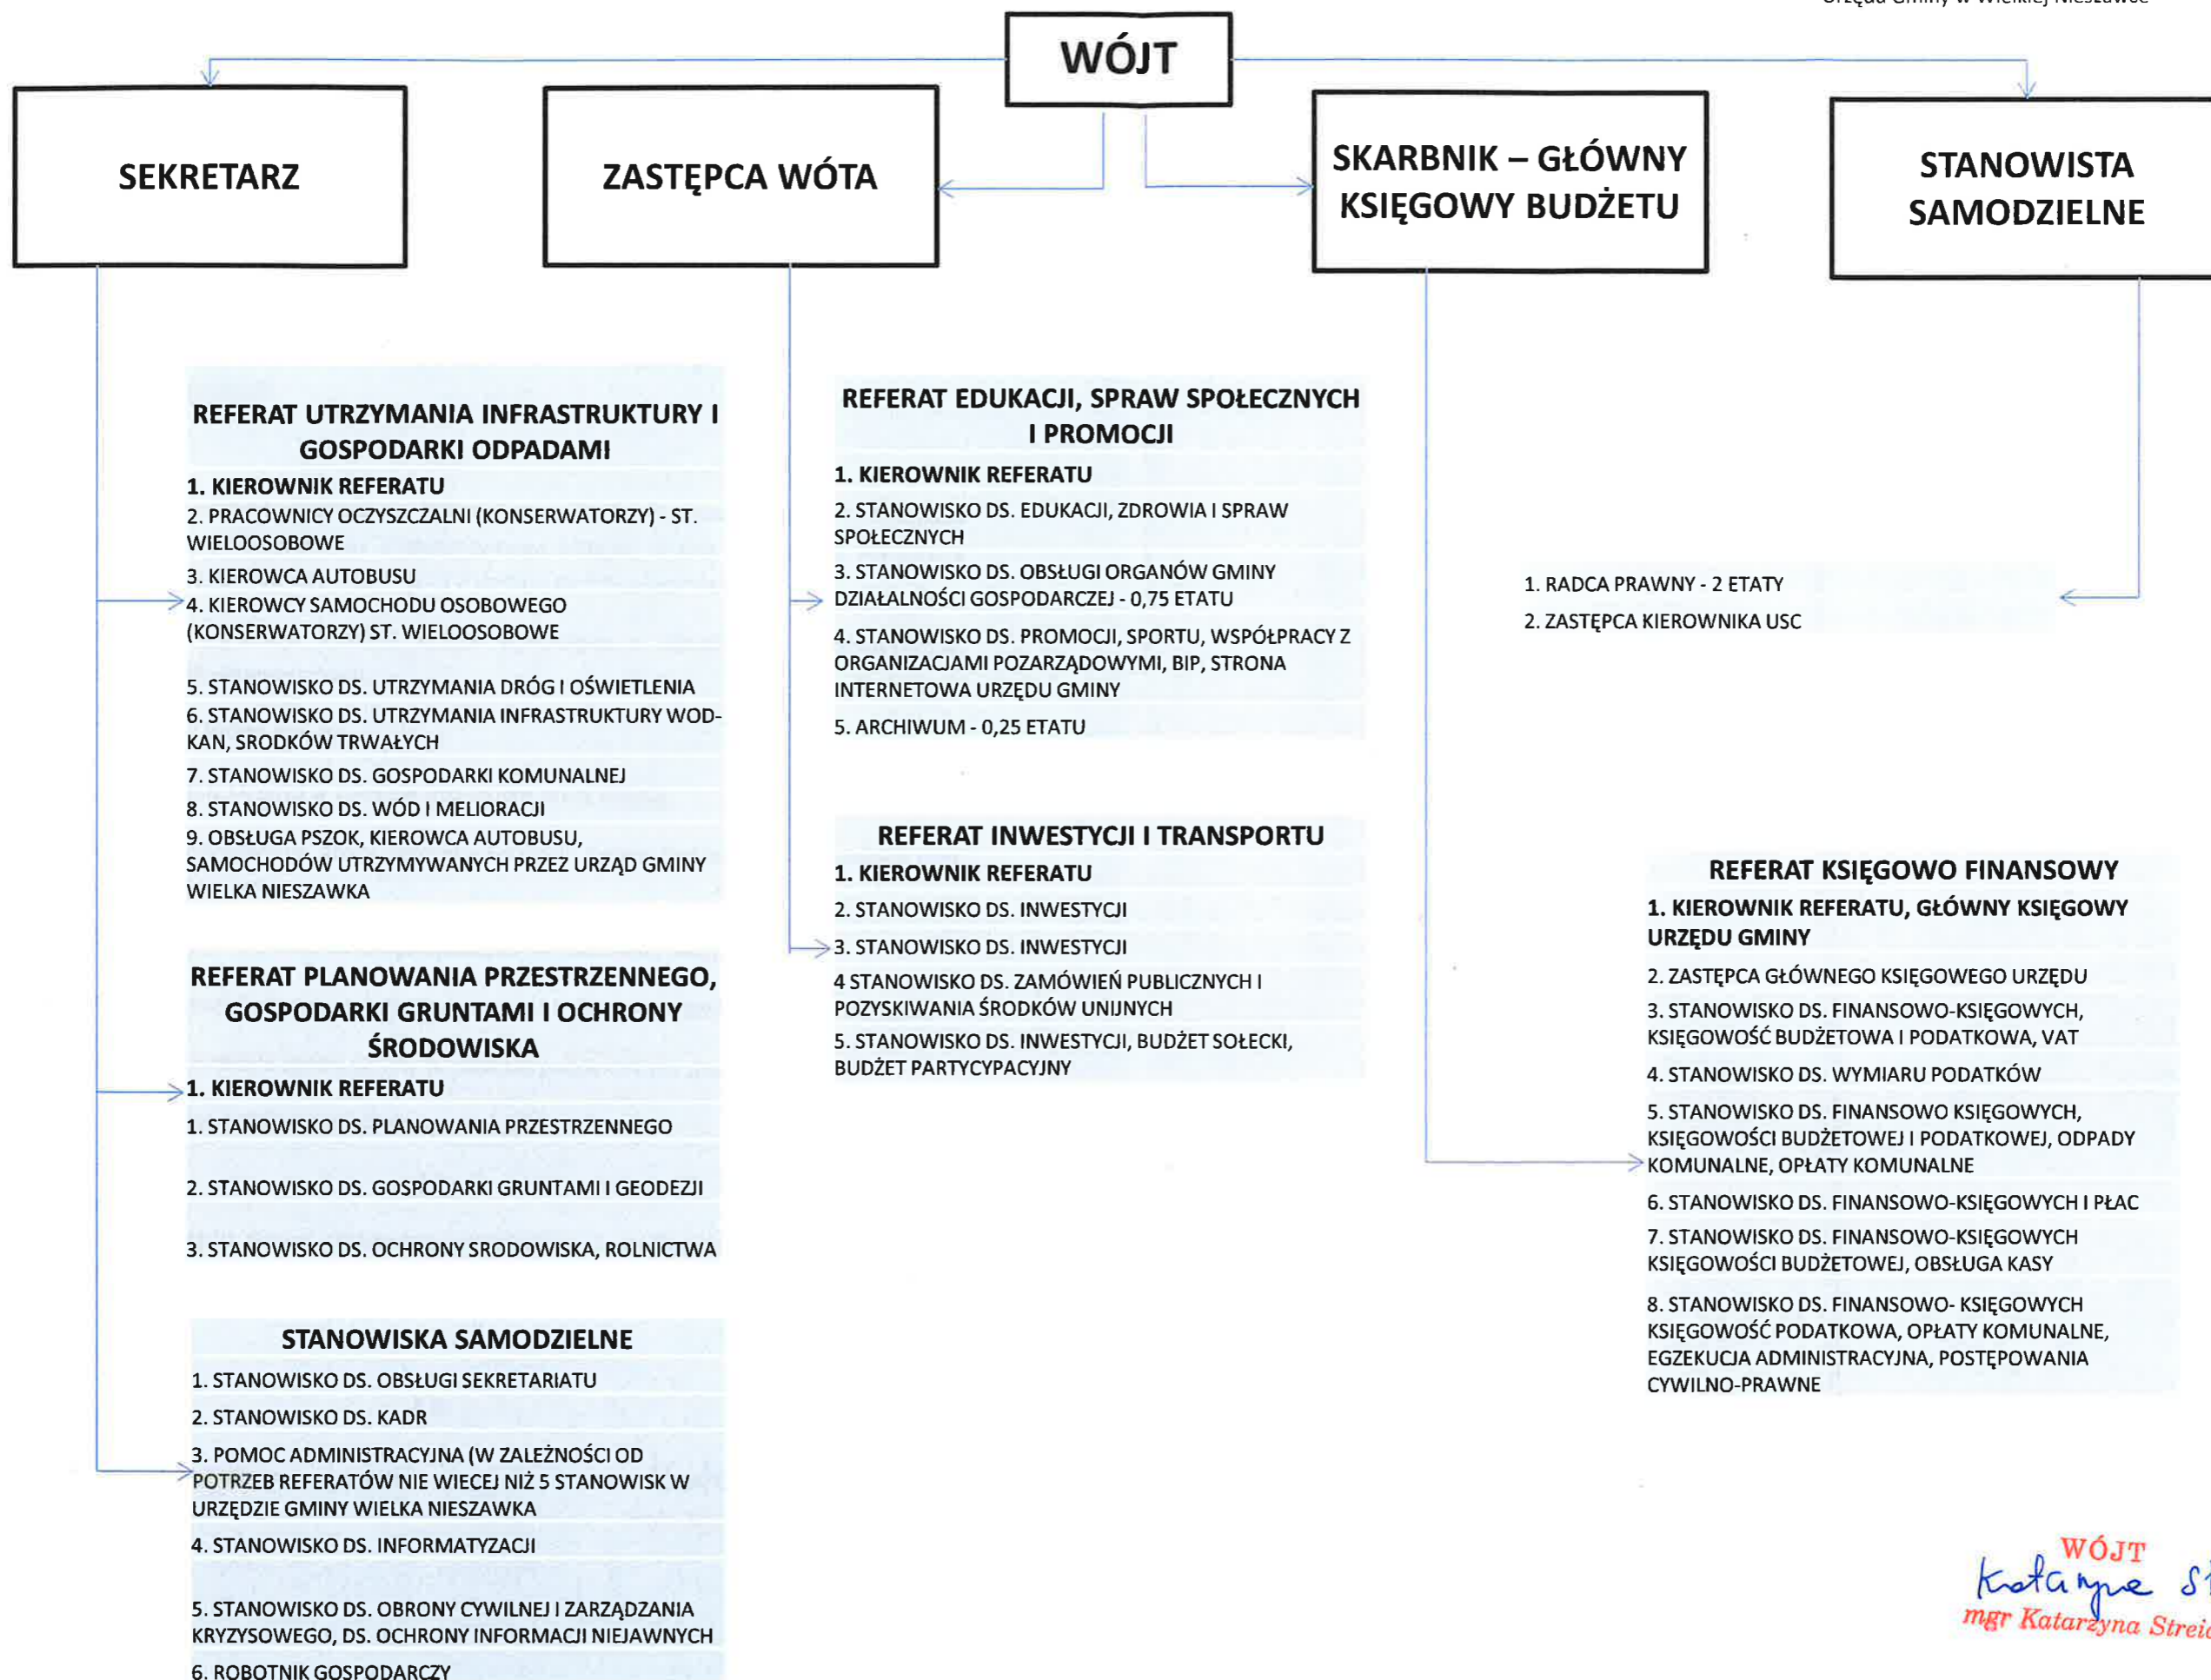 Urzędu Gminy w Wielkiej Nieszawce
WÓJT
SEKRETARZ
ZASTĘPCA WÓTA
SKARBNIK – GŁÓWNY
KSIĘGOWY BUDŻETU
STANOWISTA
SAMODZIELNE
REFERAT UTRZYMANIA INFRASTRUKTURY I
GOSPODARKI ODPADAMI
1. KIEROWNIK REFERATU
2. PRACOWNICY OCZYSZCZALNI (KONSERWATORZY) - ST.
WIELOOSOBOWE
3. KIEROWCA AUTOBUSU
4. KIEROWCY SAMOCHODU OSOBOWEGO
(KONSERWATORZY) ST. WIELOOSOBOWE
5. STANOWISKO DS. UTRZYMANIA DRÓG I OŚWIETLENIA
6. STANOWISKO DS. UTRZYMANIA INFRASTRUKTURY WOD-
KAN, SRODKÓW TRWAŁYCH
7. STANOWISKO DS. GOSPODARKI KOMUNALNEJ
8. STANOWISKO DS. WÓD I MELIORACJI
9. OBSŁUGA PSZOK, KIEROWCA AUTOBUSU,
SAMOCHODÓW UTRZYMYWANYCH PRZEZ URZĄD GMINY
WIELKA NIESZAWKA
REFERAT PLANOWANIA PRZESTRZENNEGO,
GOSPODARKI GRUNTAMI I OCHRONY
ŚRODOWISKA
1. KIEROWNIK REFERATU
1. STANOWISKO DS. PLANOWANIA PRZESTRZENNEGO
2. STANOWISKO DS. GOSPODARKI GRUNTAMI I GEODEZJI
3. STANOWISKO DS. OCHRONY SRODOWISKA, ROLNICTWA
STANOWISKA SAMODZIELNE
1. STANOWISKO DS. OBSŁUGI SEKRETARIATU
2. STANOWISKO DS. KADR
3. POMOC ADMINISTRACYJNA (W ZALEŻNOŚCI OD
POTRZEB REFERATÓW NIE WIECEJ NIŻ 5 STANOWISK W
URZĘDZIE GMINY WIELKA NIESZAWKA
4. STANOWISKO DS. INFORMATYZACJI
5. STANOWISKO DS. OBRONY CYWILNEJ I ZARZĄDZANIA
KRYZYSOWEGO, DS. OCHRONY INFORMACJI NIEJAWNYCH
6. ROBOTNIK GOSPODARCZY
REFERAT EDUKACJI, SPRAW SPOŁECZNYCH
I PROMOCJI
1. KIEROWNIK REFERATU
2. STANOWISKO DS. EDUKACJI, ZDROWIA I SPRAW
SPOŁECZNYCH
3. STANOWISKO DS. OBSŁUGI ORGANÓW GMINY
DZIAŁALNOŚCI GOSPODARCZEJ - 0,75 ETATU
4. STANOWISKO DS. PROMOCJI, SPORTU, WSPÓŁPRACY Z
ORGANIZACJAMI POZARZĄDOWYMI, BIP, STRONA
INTERNETOWA URZĘDU GMINY
5. ARCHIWUM - 0,25 ETATU
REFERAT INWESTYCJI I TRANSPORTU
1. KIEROWNIK REFERATU
2. STANOWISKO DS. INWESTYCJI
3. STANOWISKO DS. INWESTYCJI
4 STANOWISKO DS. ZAMÓWIEŃ PUBLICZNYCH I
POZYSKIWANIA ŚRODKÓW UNIJNYCH
5. STANOWISKO DS. INWESTYCJI, BUDŻET SOŁECKI,
BUDŻET PARTYCYPACYJNY
1. RADCA PRAWNY - 2 ETATY
2. ZASTĘPCA KIEROWNIKA USC
REFERAT KSIĘGOWO FINANSOWY
1. KIEROWNIK REFERATU, GŁÓWNY KSIĘGOWY
URZĘDU GMINY
2. ZASTĘPCA GŁÓWNEGO KSIĘGOWEGO URZĘDU
3. STANOWISKO DS. FINANSOWO-KSIĘGOWYCH,
KSIĘGOWOŚĆ BUDŻETOWA I PODATKOWA, VAT
4. STANOWISKO DS. WYMIARU PODATKÓW
5. STANOWISKO DS. FINANSOWO KSIĘGOWYCH,
KSIĘGOWOŚCI BUDŻETOWEJ I PODATKOWEJ, ODPADY
KOMUNALNE, OPŁATY KOMUNALNE
6. STANOWISKO DS. FINANSOWO-KSIĘGOWYCH I PŁAC
7. STANOWISKO DS. FINANSOWO-KSIĘGOWYCH
KSIĘGOWOŚCI BUDŻETOWEJ, OBSŁUGA KASY
8. STANOWISKO DS. FINANSOWO- KSIĘGOWYCH
KSIĘGOWOŚĆ PODATKOWA, OPŁATY KOMUNALNE,
EGZEKUCJA ADMINISTRACYJNA, POSTĘPOWANIA
CYWILNO-PRAWNE
WÓJT
mgr Katarzyna